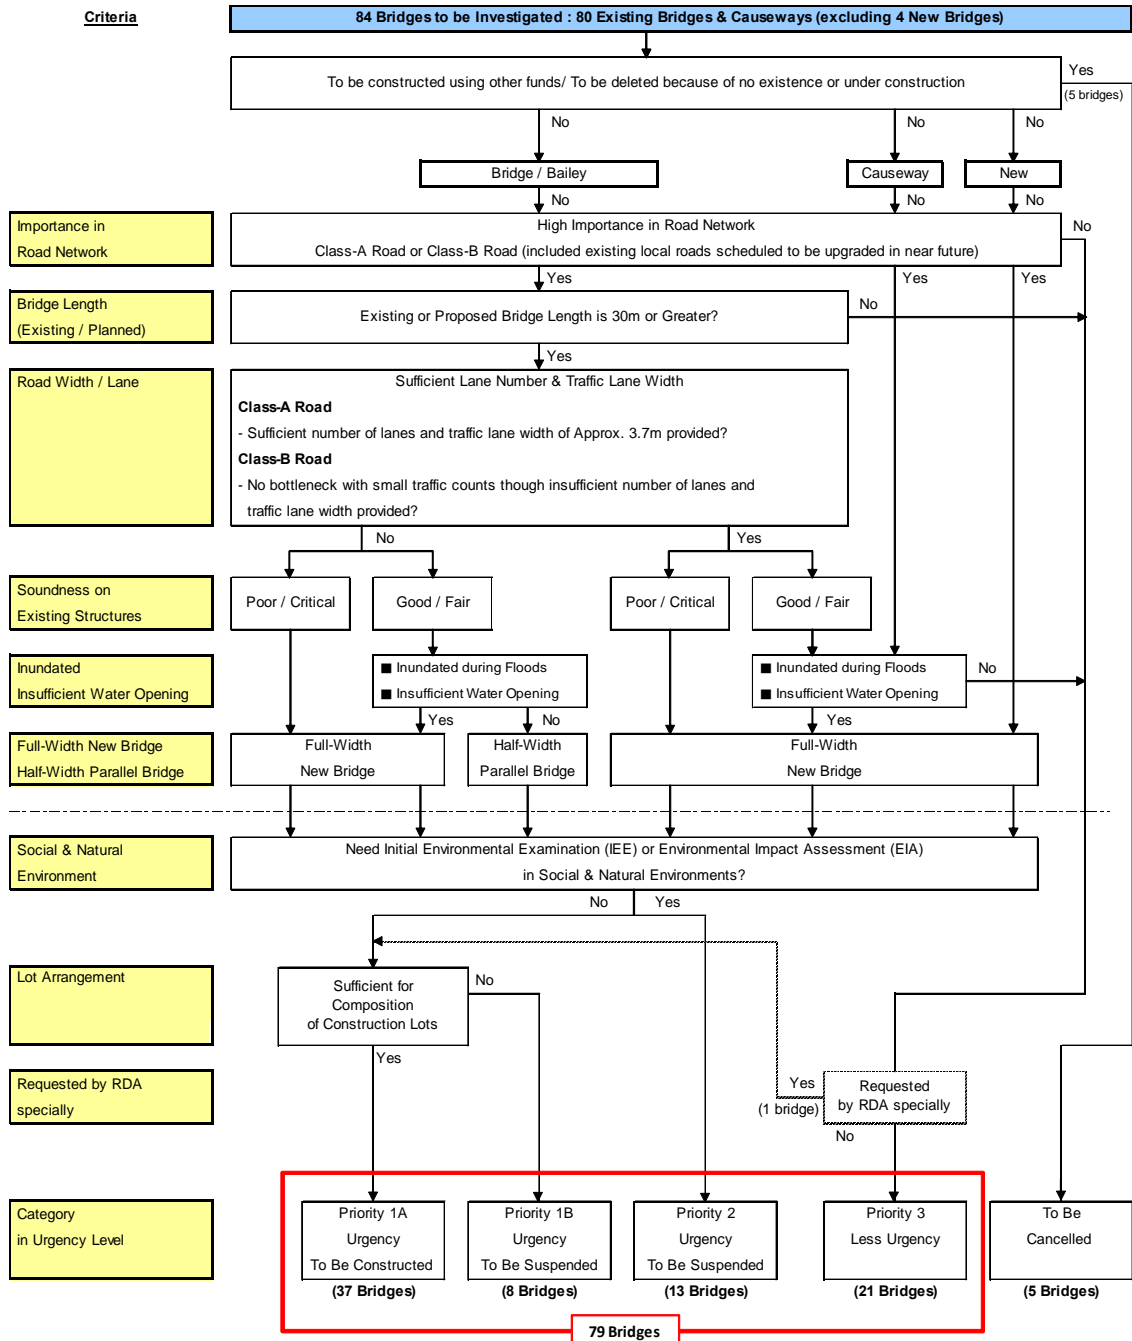 Criteria
84 Bridges to be Investigated : 80 Existing Bridges & Causeways (excluding 4 New Bridges)
To be constructed using other funds/ To be deleted because of no existence or under construction
Yes
(5 bridges)
No
No
No
Bridge / Bailey
Causeway
New
No
No
No
Importance in
Road Network
High Importance in Road Network
Class-A Road or Class-B Road (included existing local roads scheduled to be upgraded in near future)
No
Yes
Yes
Yes
Bridge Length
(Existing / Planned)
Existing or Proposed Bridge Length is 30m or Greater?
No
Yes
Road Width / Lane
Sufficient Lane Number & Traffic Lane Width
Class-A Road
- Sufficient number of lanes and traffic lane width of Approx. 3.7m provided?
Class-B Road
- No bottleneck with small traffic counts though insufficient number of lanes and
traffic lane width provided?
No
Yes
Soundness on
Existing Structures
Poor / Critical
Good / Fair
Poor / Critical
Good / Fair
Inundated
Insufficient Water Opening
■ Inundated during Floods
■ Insufficient Water Opening
■ Inundated during Floods
■ Insufficient Water Opening
No
Yes
No
Yes
Full-Width New Bridge
Half-Width Parallel Bridge
Full-Width
New Bridge
Half-Width
Parallel Bridge
Full-Width
New Bridge
Social & Natural
Environment
Need Initial Environmental Examination (IEE) or Environmental Impact Assessment (EIA)
in Social & Natural Environments?
No
Yes
Lot Arrangement
Sufficient for
Composition
of Construction Lots
No
Yes
Requested by RDA
specially
Yes
(1 bridge)
Requested
by RDA specially
No
Category
in Urgency Level
Priority 1A
Urgency
To Be Constructed
(37 Bridges)
Priority 1B
Urgency
To Be Suspended
(8 Bridges)
Priority 2
Urgency
To Be Suspended
(13 Bridges)
Priority 3
Less Urgency
(21 Bridges)
To Be
Cancelled
(5 Bridges)
79 Bridges